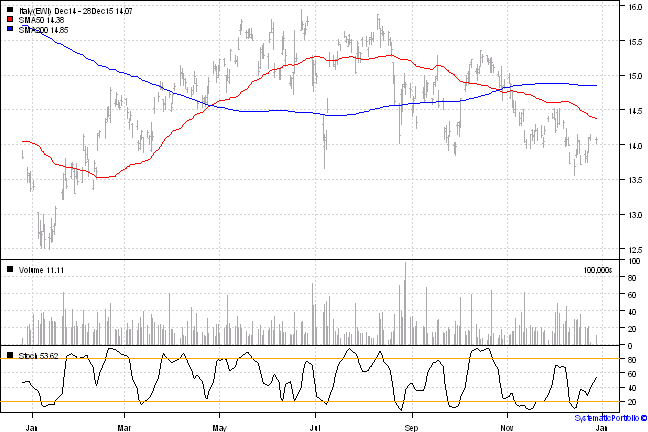 Italy(EWI) Dec14 - 28Dec15 14.07
SMA50 14.38
SMA200 14.85
16.0
15.5
15.0
14.5
14.0
13.5
13.0
12.5
Volume 11.11
100,000s
100
80
60
40
20
0
Stoch 53.62
80
60
40
20
Jan
Mar
May
Jul
Sep
Nov
Jan
SystematicPortfolio ©